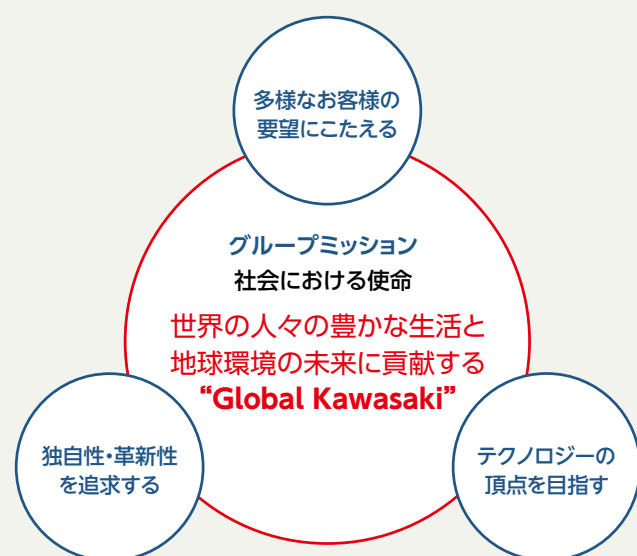 多様なお客様の
要望にこたえる
グループミッション
社会における使命
世界の人々の豊かな生活と
地球環境の未来に貢献する
“Global Kawasaki”
独自性・革新性
を追求する
テクノロジーの
頂点を目指す